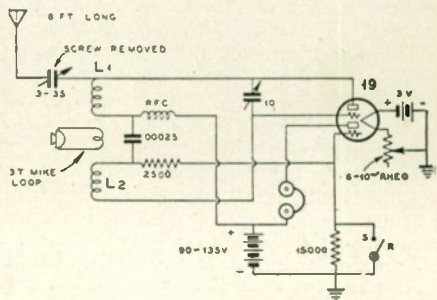 8 FT LONG
SCREW REMOVED
3-35
L1
RFC
10
19
+ 3V -
.00025
3T MIKE
LOOP
L2
2500
6-10ω RHEO
+
90-135V
-
15000
S
R